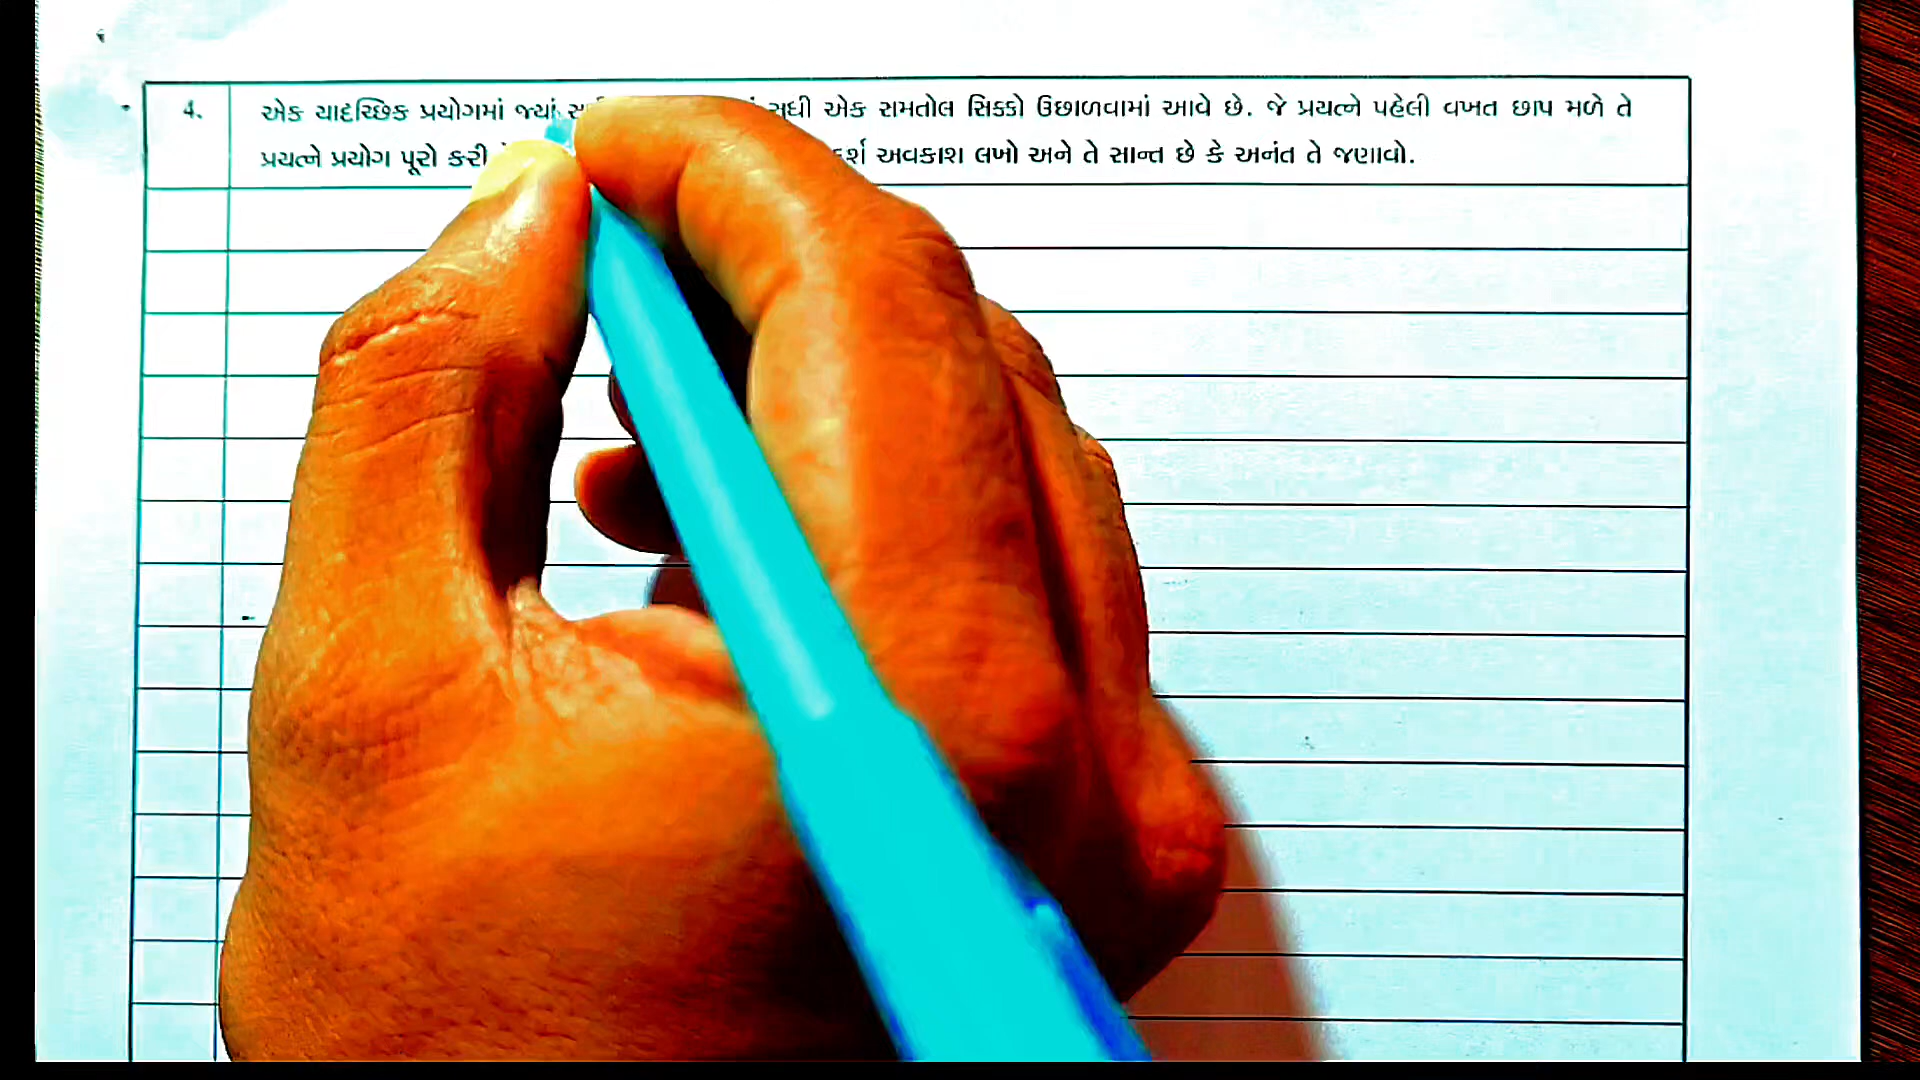 4. એક યાદૃચ્છિક પ્રયોગમાં જ્યાં સુધી એક સમતોલ સિક્કો ઉછાળવામાં આવે છે. જે પ્રયત્ને પહેલી વખત છાપ મળે તે
પ્રયત્ને પ્રયોગ પૂરો કરી અવકાશ લખો અને તે સાન્ત છે કે અનંત તે જણાવો.